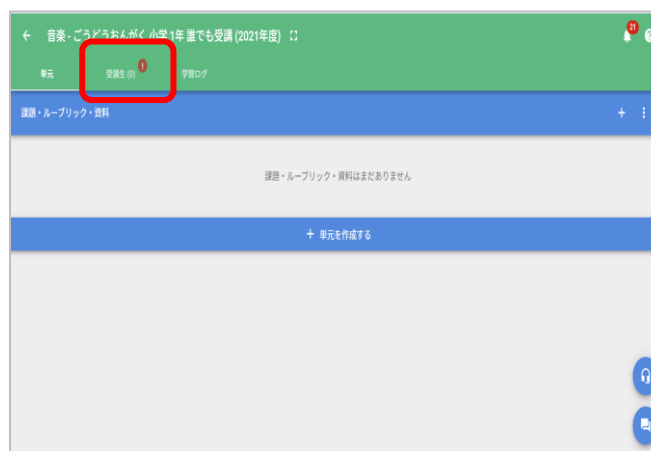 音楽 - ごうどうおんがく 小学1年 誰でも受講 (2021年度)
21
単元 受講生 (0) ! 学習ログ
課題・ルーブリック・資料
課題・ルーブリック・資料はまだありません
+ 単元を作成する